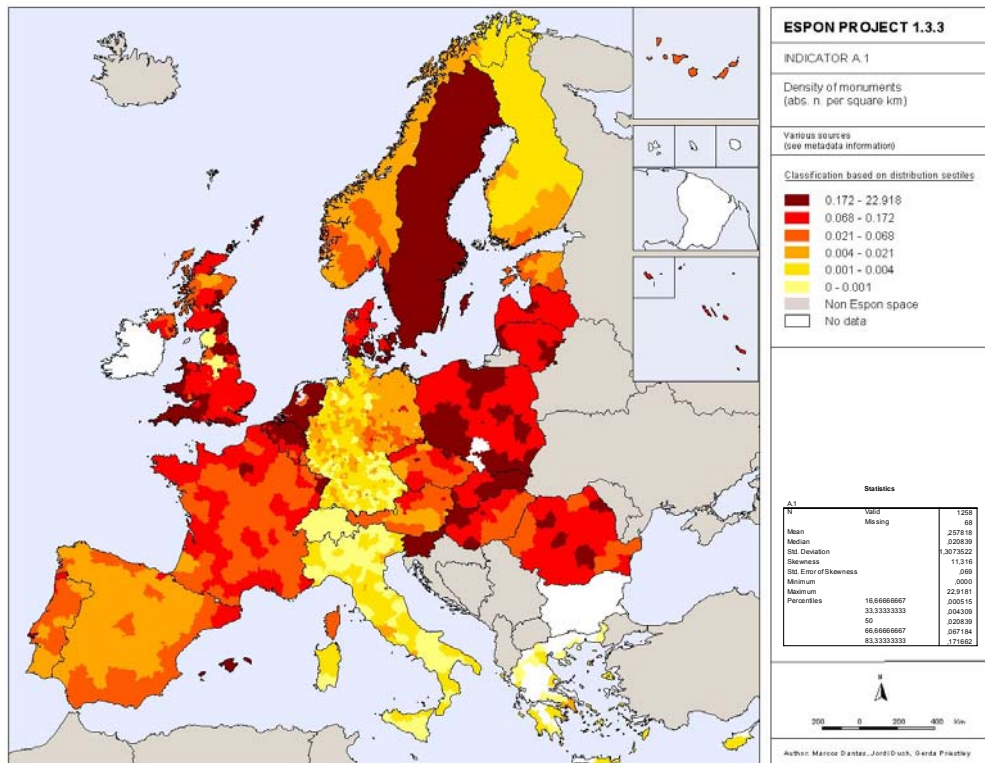 ESPON PROJECT 1.3.3
INDICATOR A.1
Density of monuments
(abs. n. per square km)
Various sources
(see metadata information)
Classification based on distribution sestiles
0.172 - 22.918
0.068 - 0.172
0.021 - 0.068
0.004 - 0.021
0.001 - 0.004
0 - 0.001
Non Espon space
No data
Statistics
A1
N Valid 1258
Missing 68
Mean ,257818
Median ,020839
Std. Deviation 1,3073522
Skewness 11,316
Std. Error of Skewness ,069
Minimum ,0000
Maximum 22,9181
Percentiles 16,66666667 ,000515
33,33333333 ,004309
50 ,020839
66,66666667 ,067184
83,33333333 ,171662
N
200 0 200 400 Km
Author: Marcos Dantas, Jordi Duch, Gerda Priestley